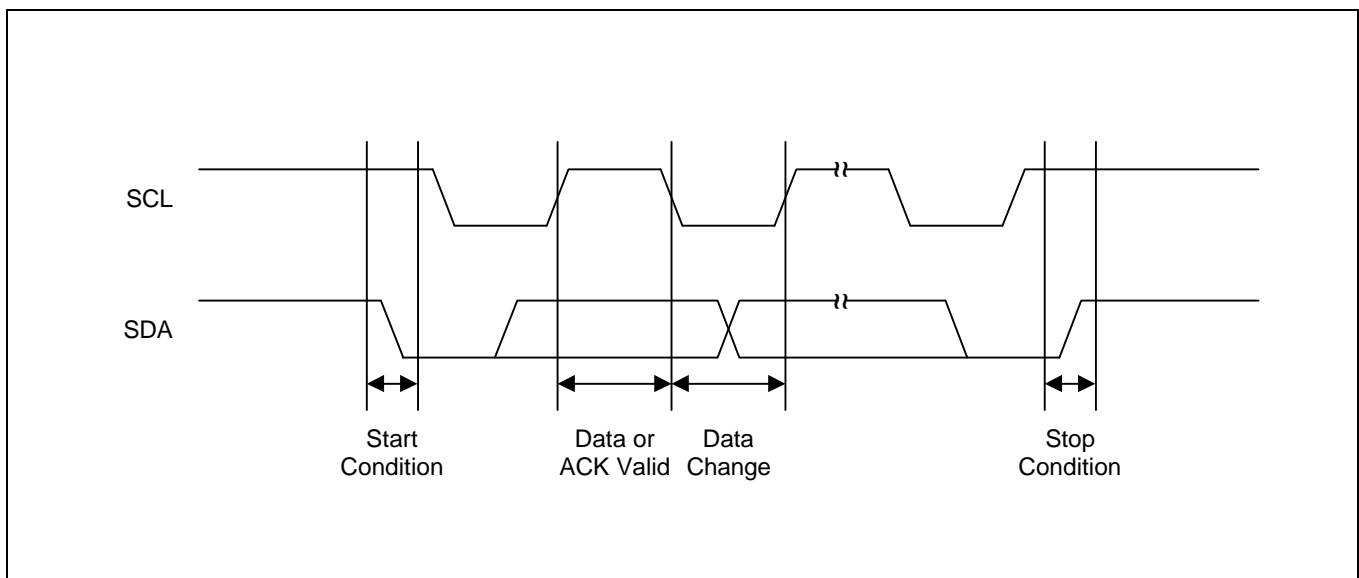 SCL
SDA
Start
Condition
Data or
ACK Valid
Data
Change
Stop
Condition